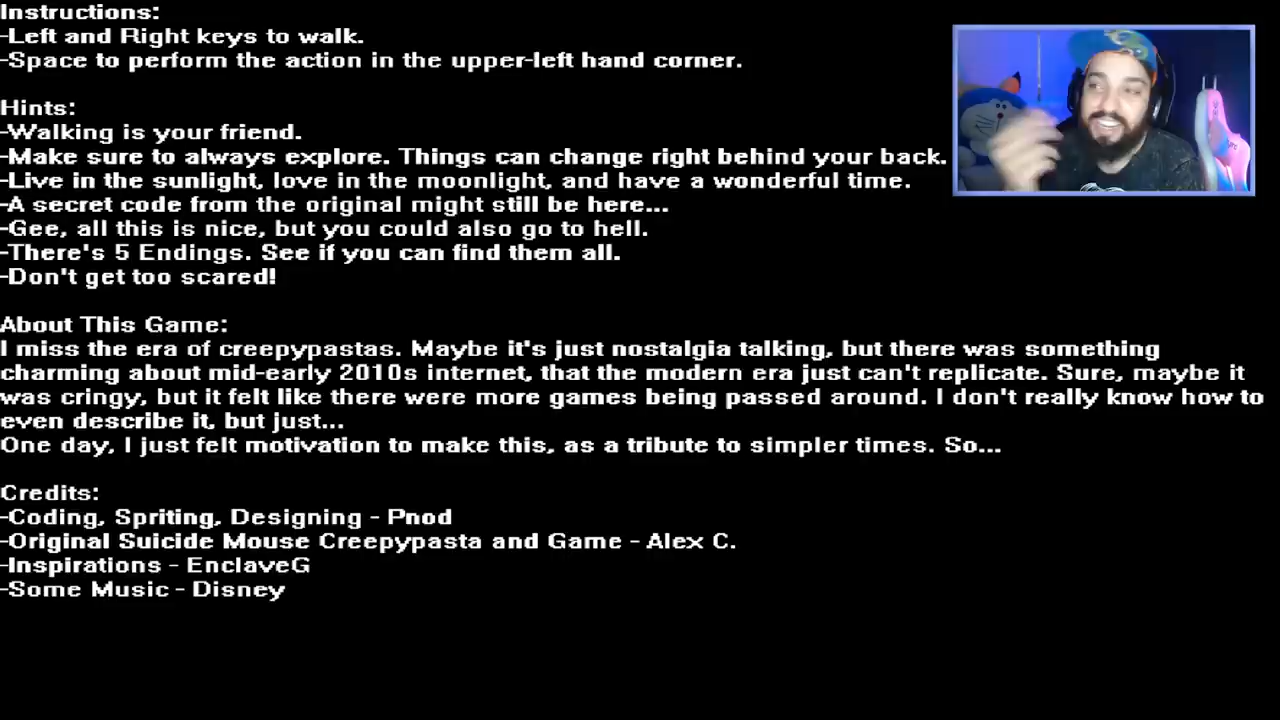 Instructions:
-Left and Right keys to walk.
-Space to perform the action in the upper-left hand corner.
Hints:
-Walking is your friend.
-Make sure to always explore. Things can change right behind your back.
-Live in the sunlight, love in the moonlight, and have a wonderful time.
-A secret code from the original might still be here...
-Gee, all this is nice, but you could also go to hell.
-There's 5 Endings. See if you can find them all.
-Don't get too scared!
About This Game:
I miss the era of creepypastas. Maybe it's just nostalgia talking, but there was something
charming about mid-early 2010s internet, that the modern era just can't replicate. Sure, maybe it
was cringy, but it felt like there were more games being passed around. I don't really know how to
even describe it, but just...
One day, I just felt motivation to make this, as a tribute to simpler times. So...
Credits:
-Coding, Spriting, Designing - Pnod
-Original Suicide Mouse Creepypasta and Game - Alex C.
-Inspirations - EnclaveG
-Some Music - Disney